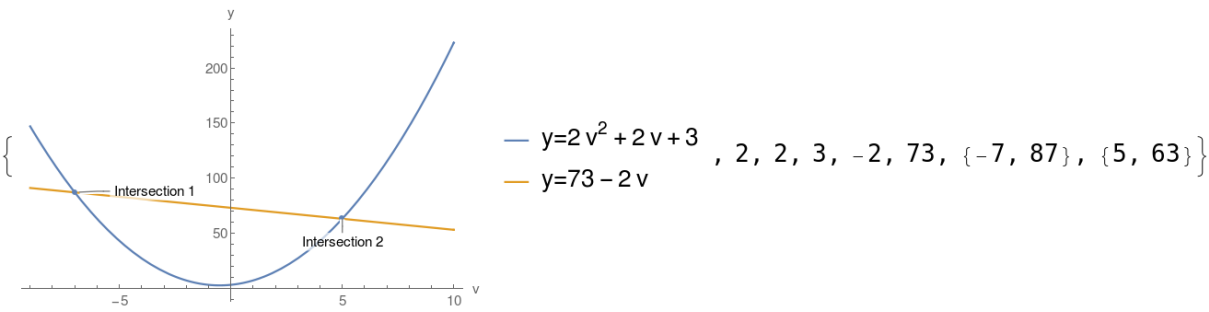 y
200
150
100
50
-5
5
10
v
Intersection 1
Intersection 2
{
y=2 v² + 2 v + 3
y=73 − 2 v
, 2, 2, 3, -2, 73, {-7, 87}, {5, 63}}